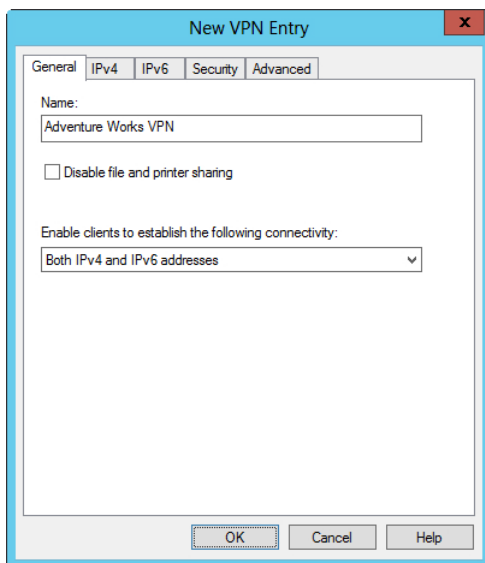 New VPN Entry
x
General IPv4 IPv6 Security Advanced
Name:
Adventure Works VPN
Disable file and printer sharing
Enable clients to establish the following connectivity:
Both IPv4 and IPv6 addresses
OK Cancel Help